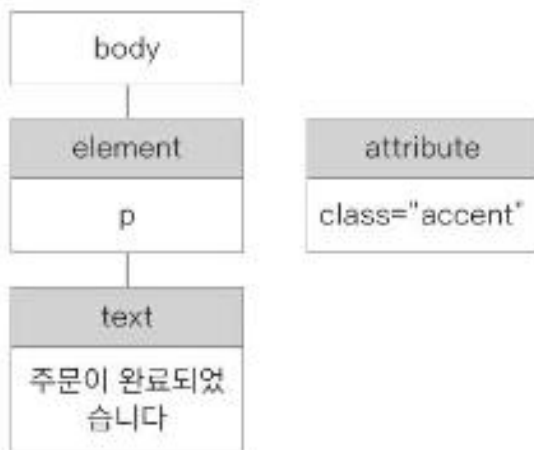 body
element
attribute
p
class="accent"
text
주문이 완료되었
습니다